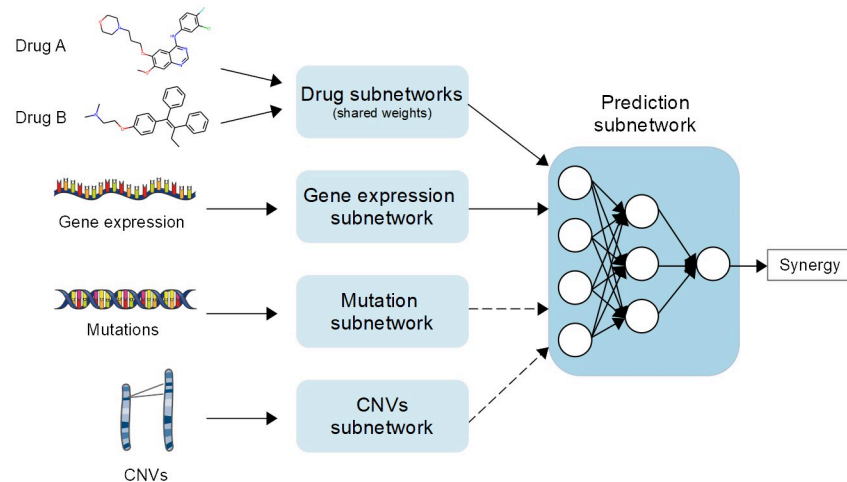 Drug A
Drug B
Drug subnetworks
(shared weights)
Prediction
subnetwork
Gene expression
Gene expression
subnetwork
Synergy
Mutations
Mutation
subnetwork
CNVs
CNVs
subnetwork